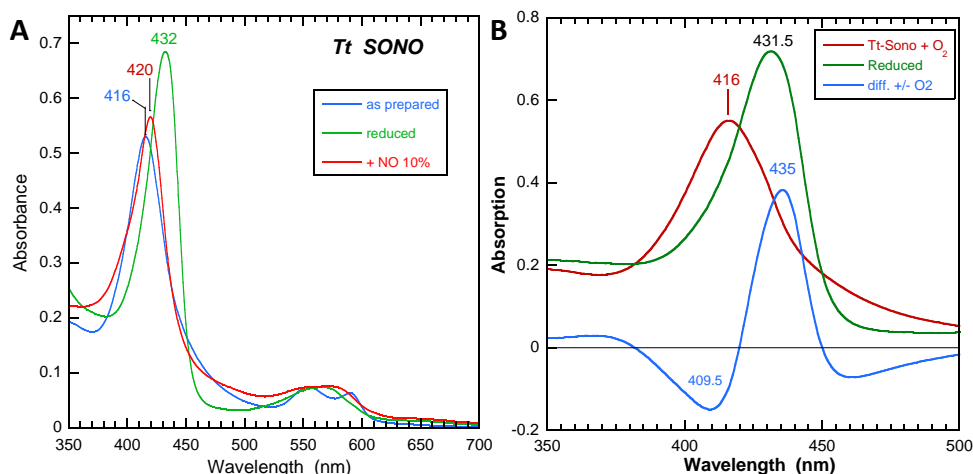 A
Tt SONO
432
420
416
as prepared
reduced
+ NO 10%
Absorbance
0.7
0.6
0.5
0.4
0.3
0.2
0.1
0
350 400 450 500 550 600 650 700
Wavelength (nm)
B
431.5
416
435
409.5
Tt-Sono + O2
Reduced
diff. +/- O2
Absorption
0.8
0.6
0.4
0.2
0
-0.2
350 400 450 500
Wavelength (nm)